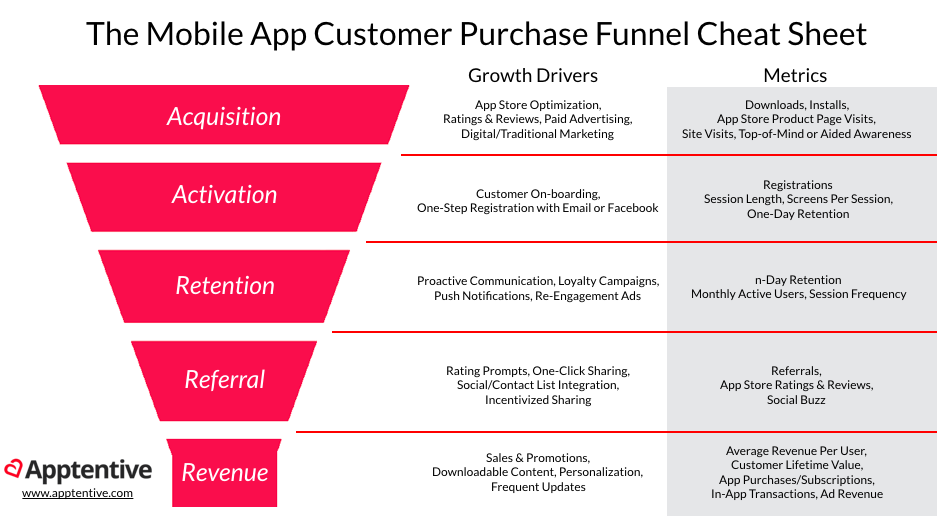 The Mobile App Customer Purchase Funnel Cheat Sheet
Growth Drivers
Metrics
Acquisition
App Store Optimization,
Ratings & Reviews, Paid Advertising,
Digital/Traditional Marketing
Downloads, Installs,
App Store Product Page Visits,
Site Visits, Top-of-Mind or Aided Awareness
Activation
Customer On-boarding,
One-Step Registration with Email or Facebook
Registrations
Session Length, Screens Per Session,
One-Day Retention
Retention
Proactive Communication, Loyalty Campaigns,
Push Notifications, Re-Engagement Ads
n-Day Retention
Monthly Active Users, Session Frequency
Referral
Rating Prompts, One-Click Sharing,
Social/Contact List Integration,
Incentivized Sharing
Referrals,
App Store Ratings & Reviews,
Social Buzz
Revenue
Sales & Promotions,
Downloadable Content, Personalization,
Frequent Updates
Average Revenue Per User,
Customer Lifetime Value,
App Purchases/Subscriptions,
In-App Transactions, Ad Revenue
Apptentive
www.apptentive.com